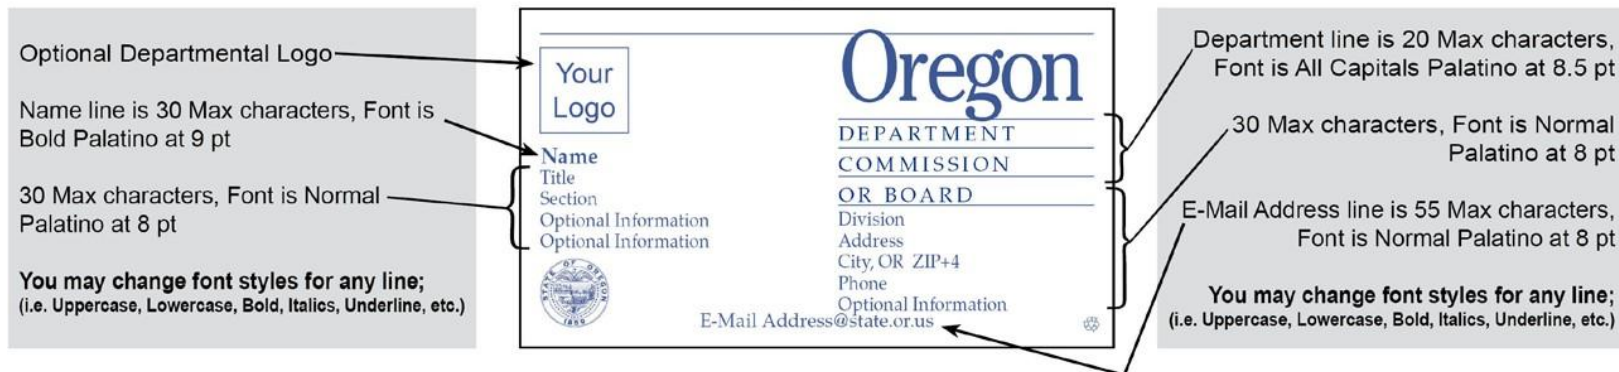 Optional Departmental Logo
Name line is 30 Max characters, Font is
Bold Palatino at 9 pt
30 Max characters, Font is Normal
Palatino at 8 pt
You may change font styles for any line;
(i.e. Uppercase, Lowercase, Bold, Italics, Underline, etc.)
Your
Logo
Name
Title
Section
Optional Information
Optional Information
STATE OF OREGON
1859
Oregon
DEPARTMENT
COMMISSION
OR BOARD
Division
Address
City, OR ZIP+4
Phone
Optional Information
E-Mail Address@state.or.us
Department line is 20 Max characters,
Font is All Capitals Palatino at 8.5 pt
30 Max characters, Font is Normal
Palatino at 8 pt
E-Mail Address line is 55 Max characters,
Font is Normal Palatino at 8 pt
You may change font styles for any line;
(i.e. Uppercase, Lowercase, Bold, Italics, Underline, etc.)